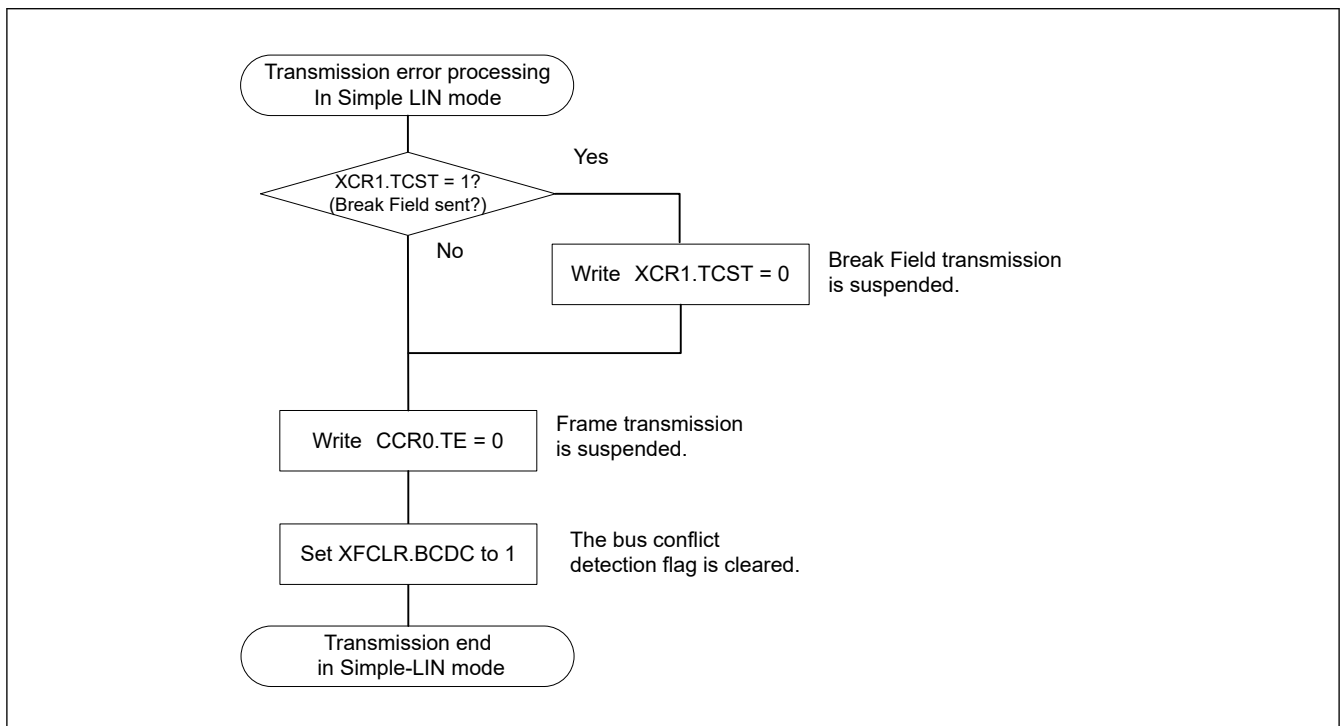 Transmission error processing
In Simple LIN mode
Yes
XCR1.TCST = 1?
(Break Field sent?)
No
Write XCR1.TCST = 0
Break Field transmission
is suspended.
Write CCR0.TE = 0
Frame transmission
is suspended.
Set XFCLR.BCDC to 1
The bus conflict
detection flag is cleared.
Transmission end
in Simple-LIN mode